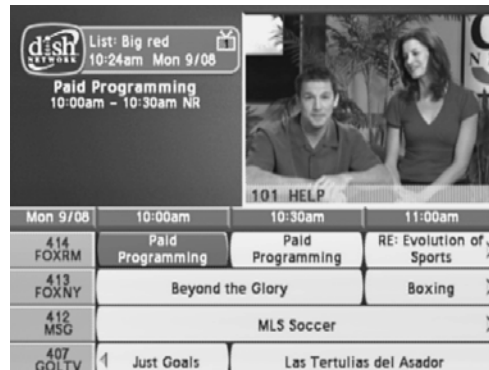 dish
NETWORK
List: Big red
1
10:24am Mon 9/08
Paid Programming
10:00am – 10:30am NR
101 HELP
Mon 9/08 10:00am 10:30am 11:00am
414
FOXRM
Paid
Programming
Paid
Programming
RE: Evolution of
Sports
413
FOXNY
Beyond the Glory
Boxing
412
MSG
MLS Soccer
407
GOLTV
Just Goals
Las Tertulias del Asador